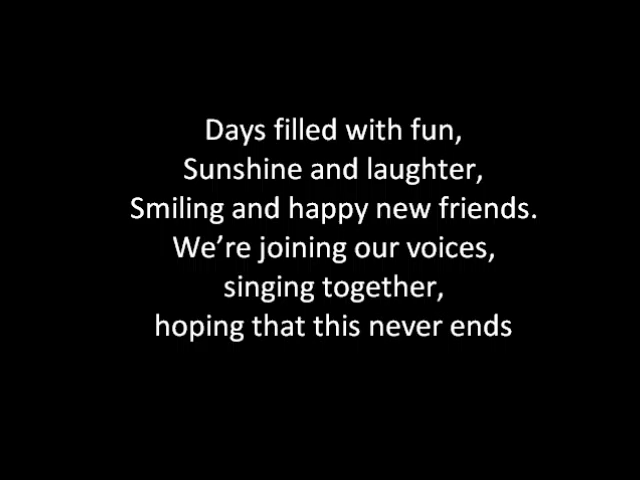 Days filled with fun,
Sunshine and laughter,
Smiling and happy new friends.
We’re joining our voices,
singing together,
hoping that this never ends